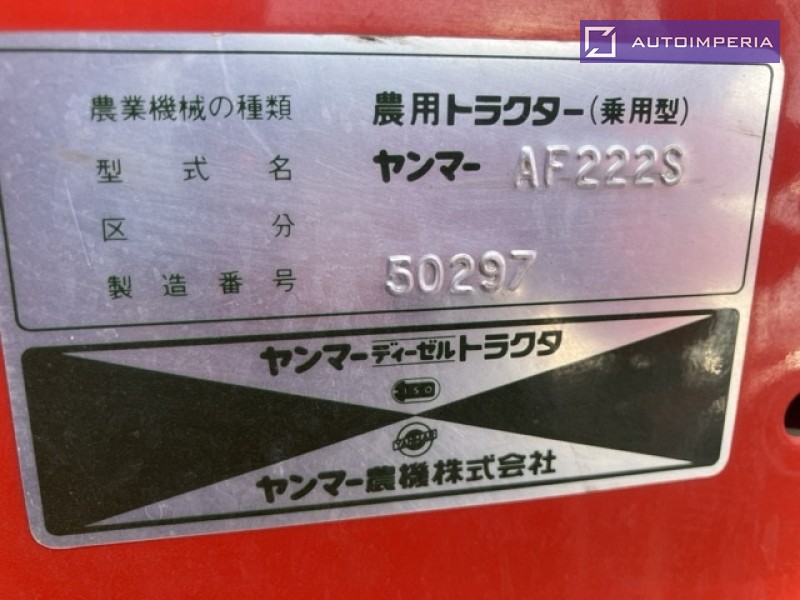 AUTOIMPERIA
農業機械の種類 農用トラクター(乗用型)
型式名 ヤンマー AF222S
区分
製造番号 50297
ヤンマーディーゼルトラクタ
ISO
YANMAR
ヤンマー農機株式会社